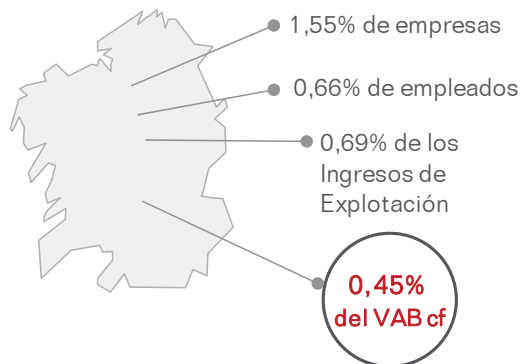 1,55% de empresas
0,66% de empleados
0,69% de los
Ingresos de
Explotación
0,45%
del VAB cf